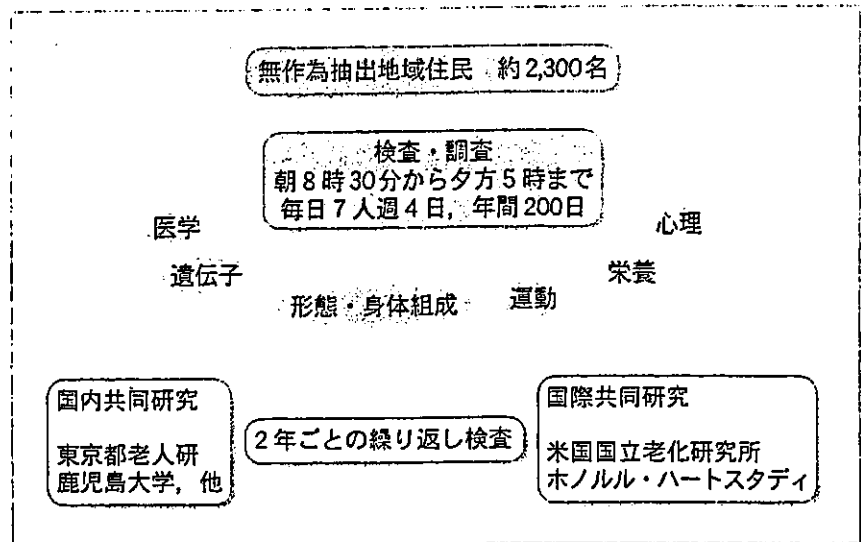 無作為抽出地域住民　約2,300名
検査・調査
朝8時30分から夕方5時まで
毎日7人週4日，年間200日
医学
心理
遺伝子
栄養
形態・身体組成
運動
国内共同研究
東京都老人研
鹿児島大学，他
2年ごとの繰り返し検査
国際共同研究
米国国立老化研究所
ホノルル・ハートスタディ